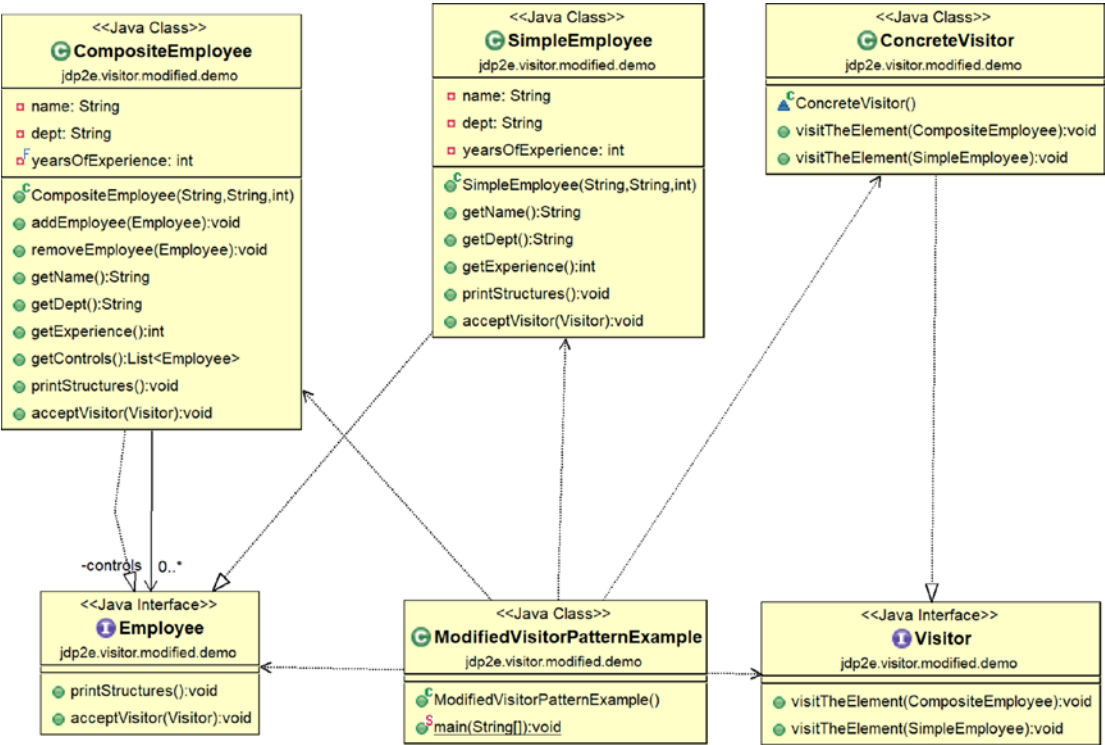 <<Java Class>>
CompositeEmployee
jdp2e.visitor.modified.demo
name: String
dept: String
F yearsOfExperience: int
C CompositeEmployee(String,String,int)
addEmployee(Employee):void
removeEmployee(Employee):void
getName():String
getDept():String
getExperience():int
getControls():List<Employee>
printStructures():void
acceptVisitor(Visitor):void
<<Java Class>>
SimpleEmployee
jdp2e.visitor.modified.demo
name: String
dept: String
yearsOfExperience: int
C SimpleEmployee(String,String,int)
getName():String
getDept():String
getExperience():int
printStructures():void
acceptVisitor(Visitor):void
<<Java Class>>
ConcreteVisitor
jdp2e.visitor.modified.demo
C ConcreteVisitor()
visitTheElement(CompositeEmployee):void
visitTheElement(SimpleEmployee):void
-controls 0..*
<<Java Interface>>
Employee
jdp2e.visitor.modified.demo
printStructures():void
acceptVisitor(Visitor):void
<<Java Class>>
ModifiedVisitorPatternExample
jdp2e.visitor.modified.demo
C ModifiedVisitorPatternExample()
S main(String[]):void
<<Java Interface>>
Visitor
jdp2e.visitor.modified.demo
visitTheElement(CompositeEmployee):void
visitTheElement(SimpleEmployee):void